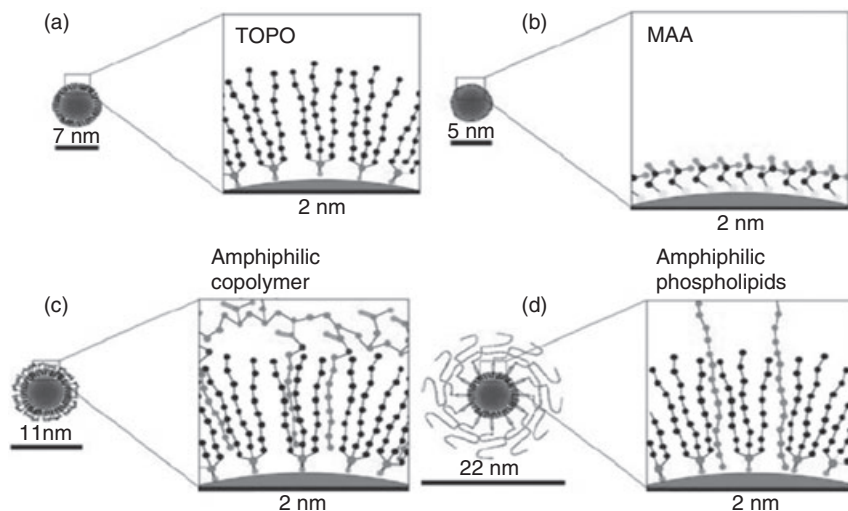 (a)
TOPO
7 nm
2 nm
(b)
MAA
5 nm
2 nm
(c)
Amphiphilic
copolymer
11nm
2 nm
(d)
Amphiphilic
phospholipids
22 nm
2 nm